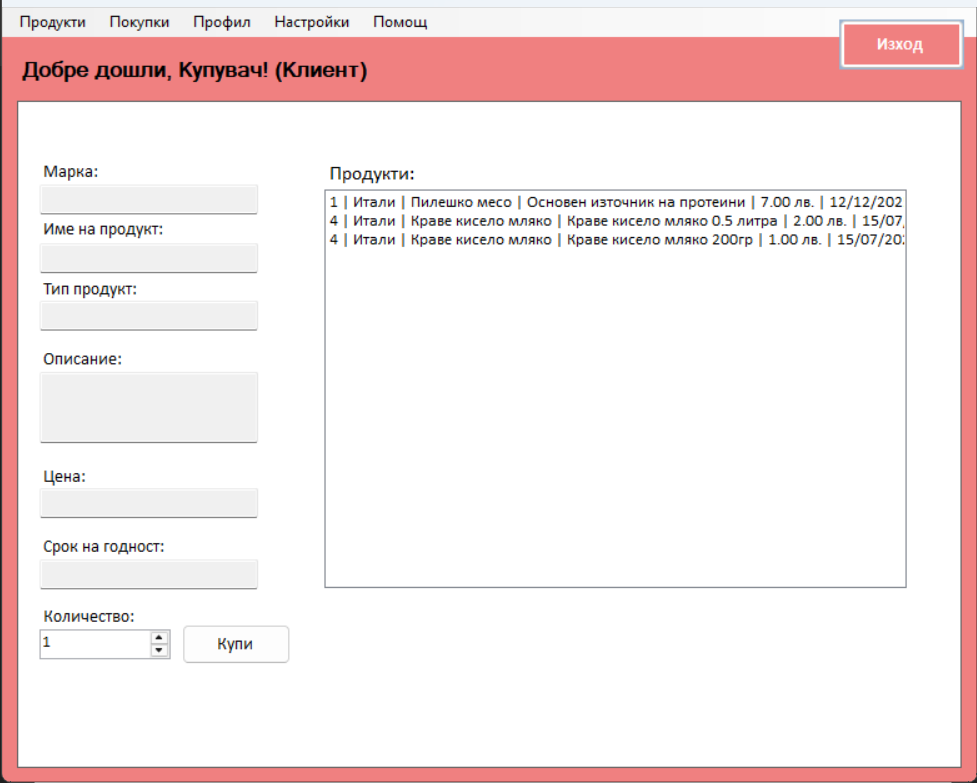 Продукти Покупки Профил Настройки Помощ
Изход
Добре дошли, Купувач! (Клиент)
Марка:
Име на продукт:
Тип продукт:
Описание:
Цена:
Срок на годност:
Количество:
1
Купи
Продукти:
1 | Итали | Пилешко месо | Основен източник на протеини | 7.00 лв. | 12/12/202
4 | Итали | Краве кисело мляко | Краве кисело мляко 0.5 литра | 2.00 лв. | 15/07
4 | Итали | Краве кисело мляко | Краве кисело мляко 200гр | 1.00 лв. | 15/07/20